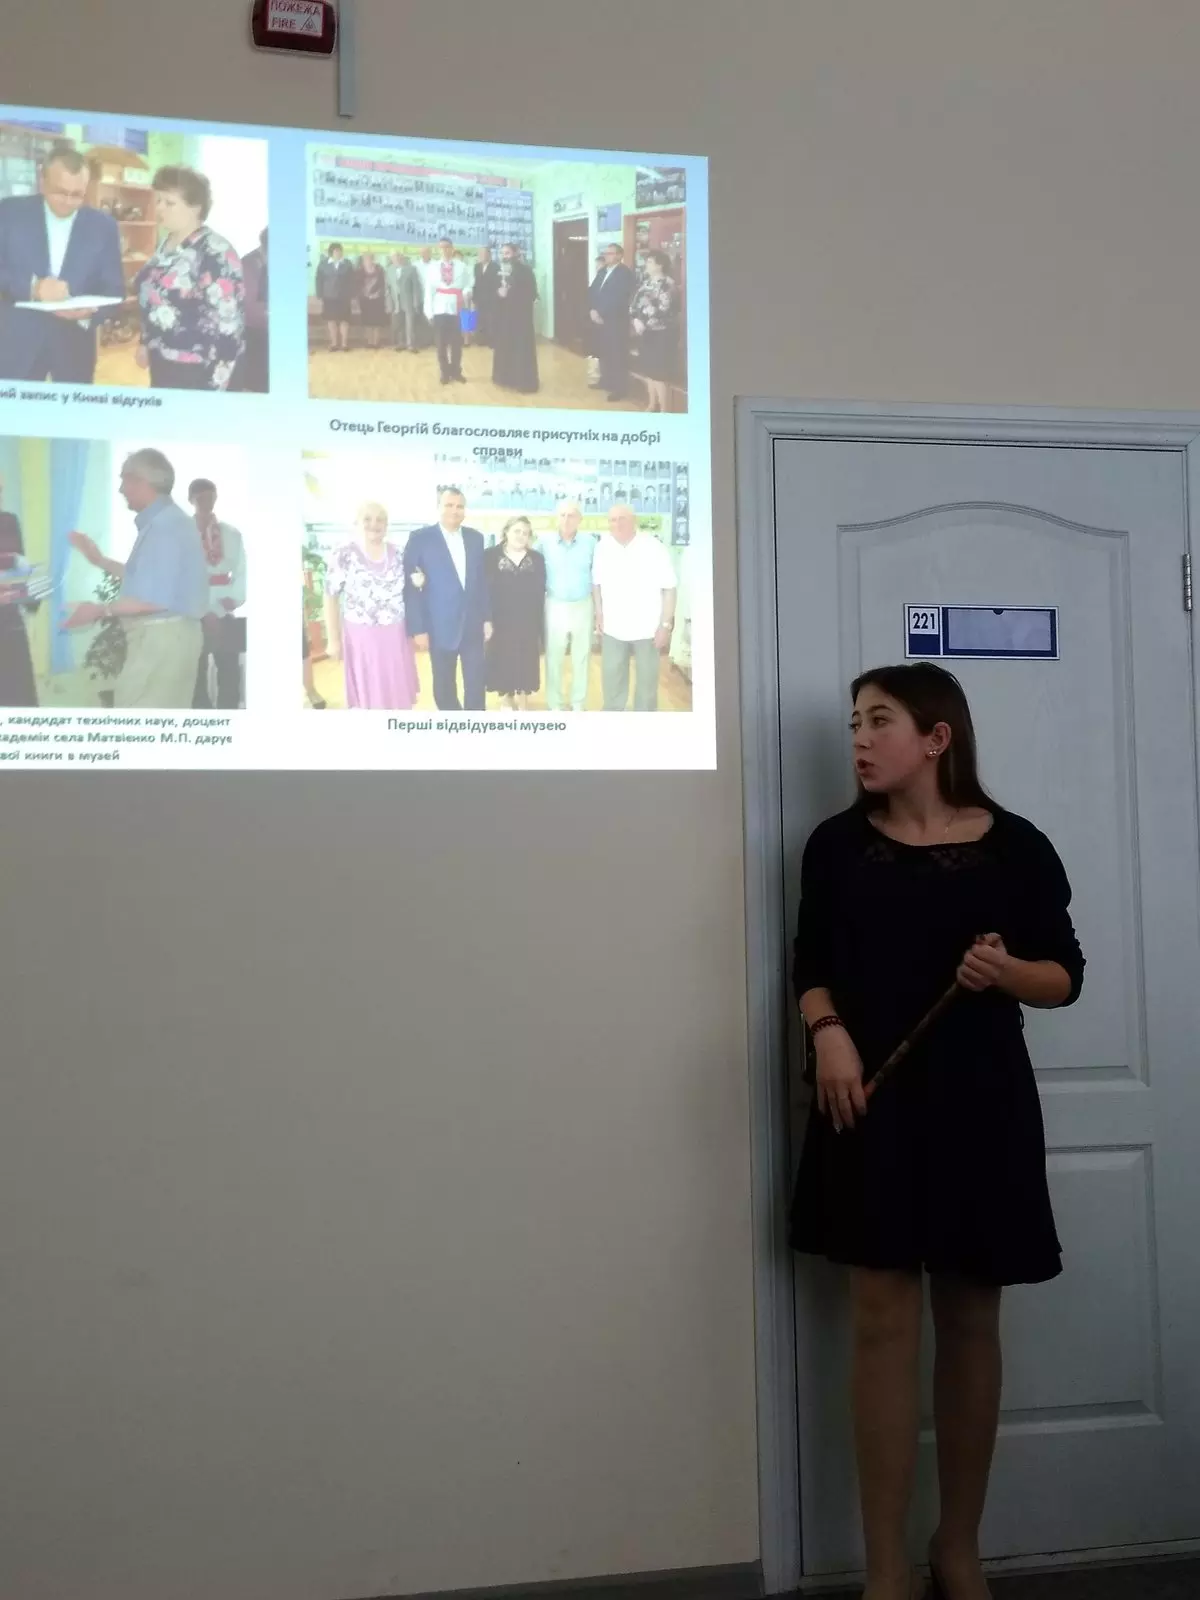 ПОЖЕЖА
FIRE
ий запис у Книзі відгуків
Отець Георгій благословляє присутніх на добрі
справи
, кандидат технічних наук, доцент
кадемік села Матвієнко М.П. дарує
вої книги в музей
Перші відвідувачі музею
221